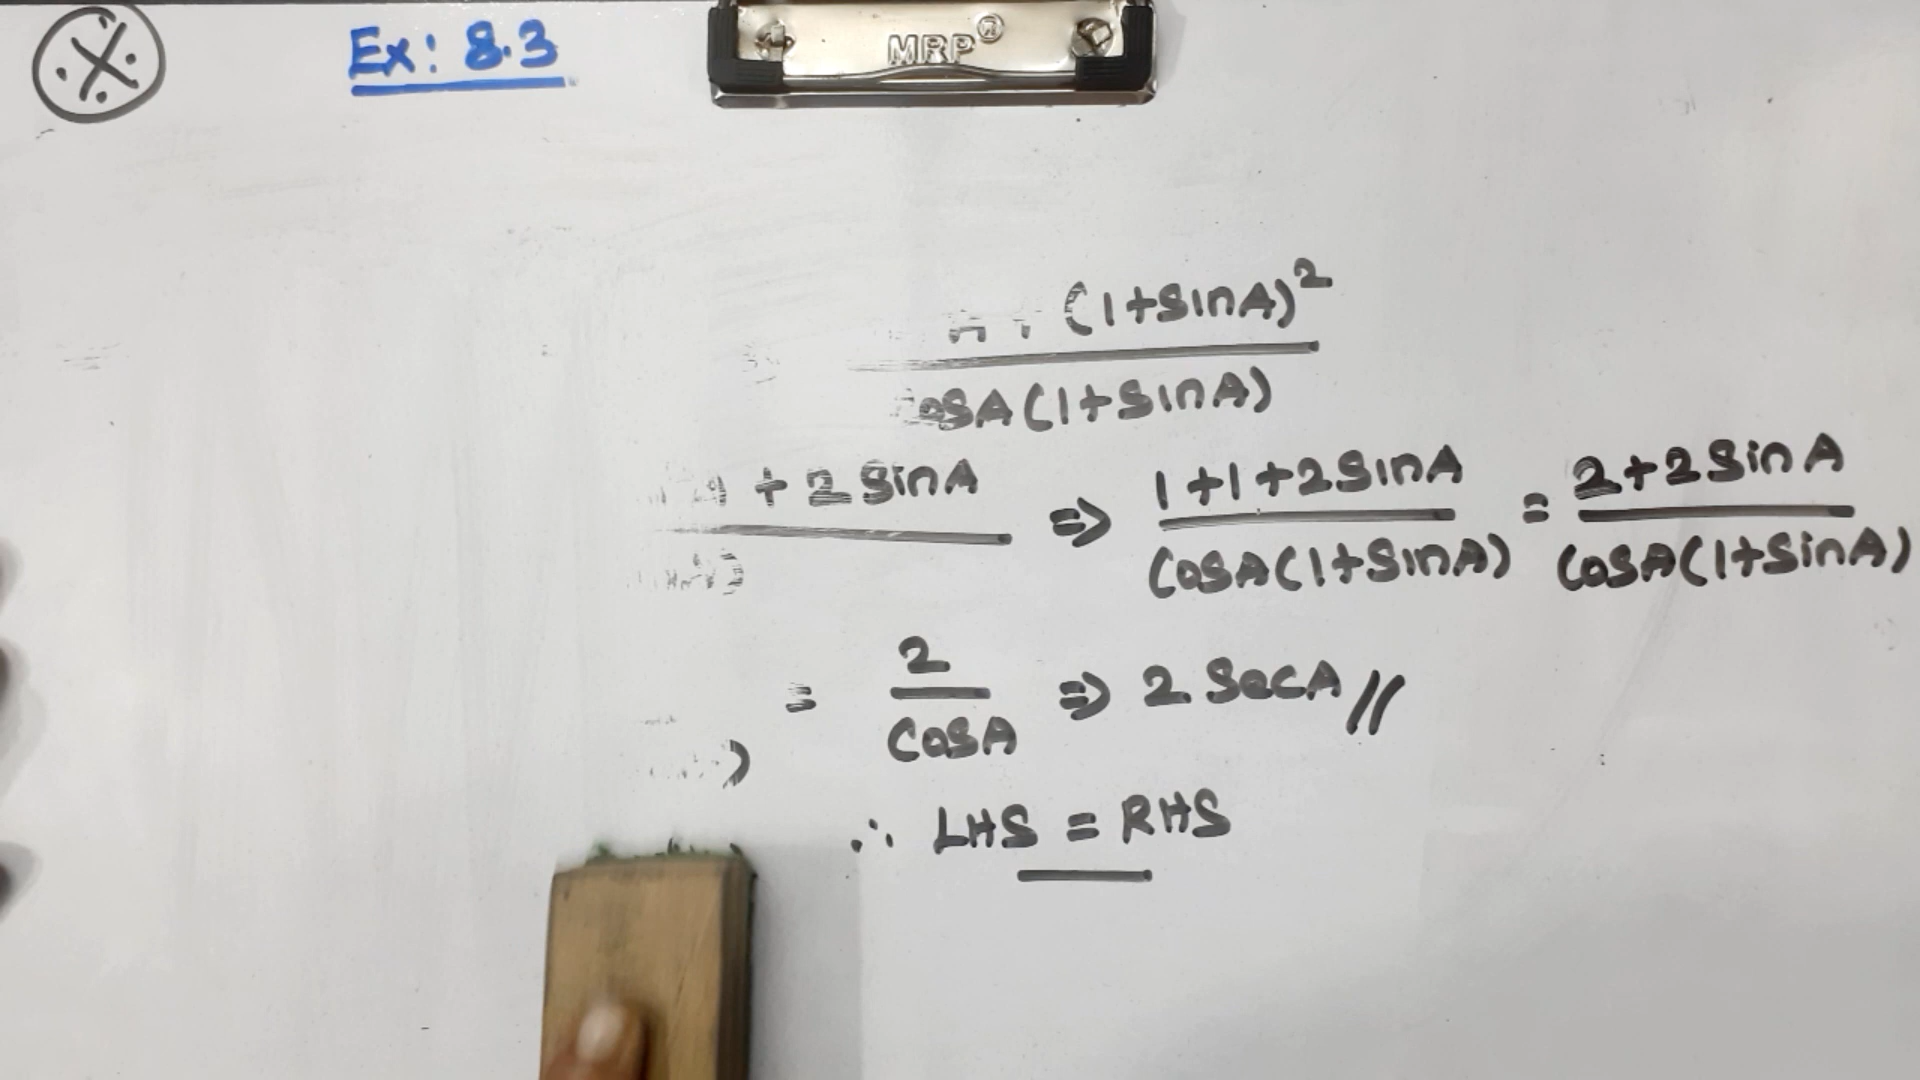 Ex: 8.3
MRP®
(1+sinA)²
cosA(1+sinA)
+ 2 sinA => 1+1+2sinA = 2+2sinA
cosA(1+sinA) cosA(1+sinA)
= 2 => 2 SecA //
cosA
∴ LHS = RHS